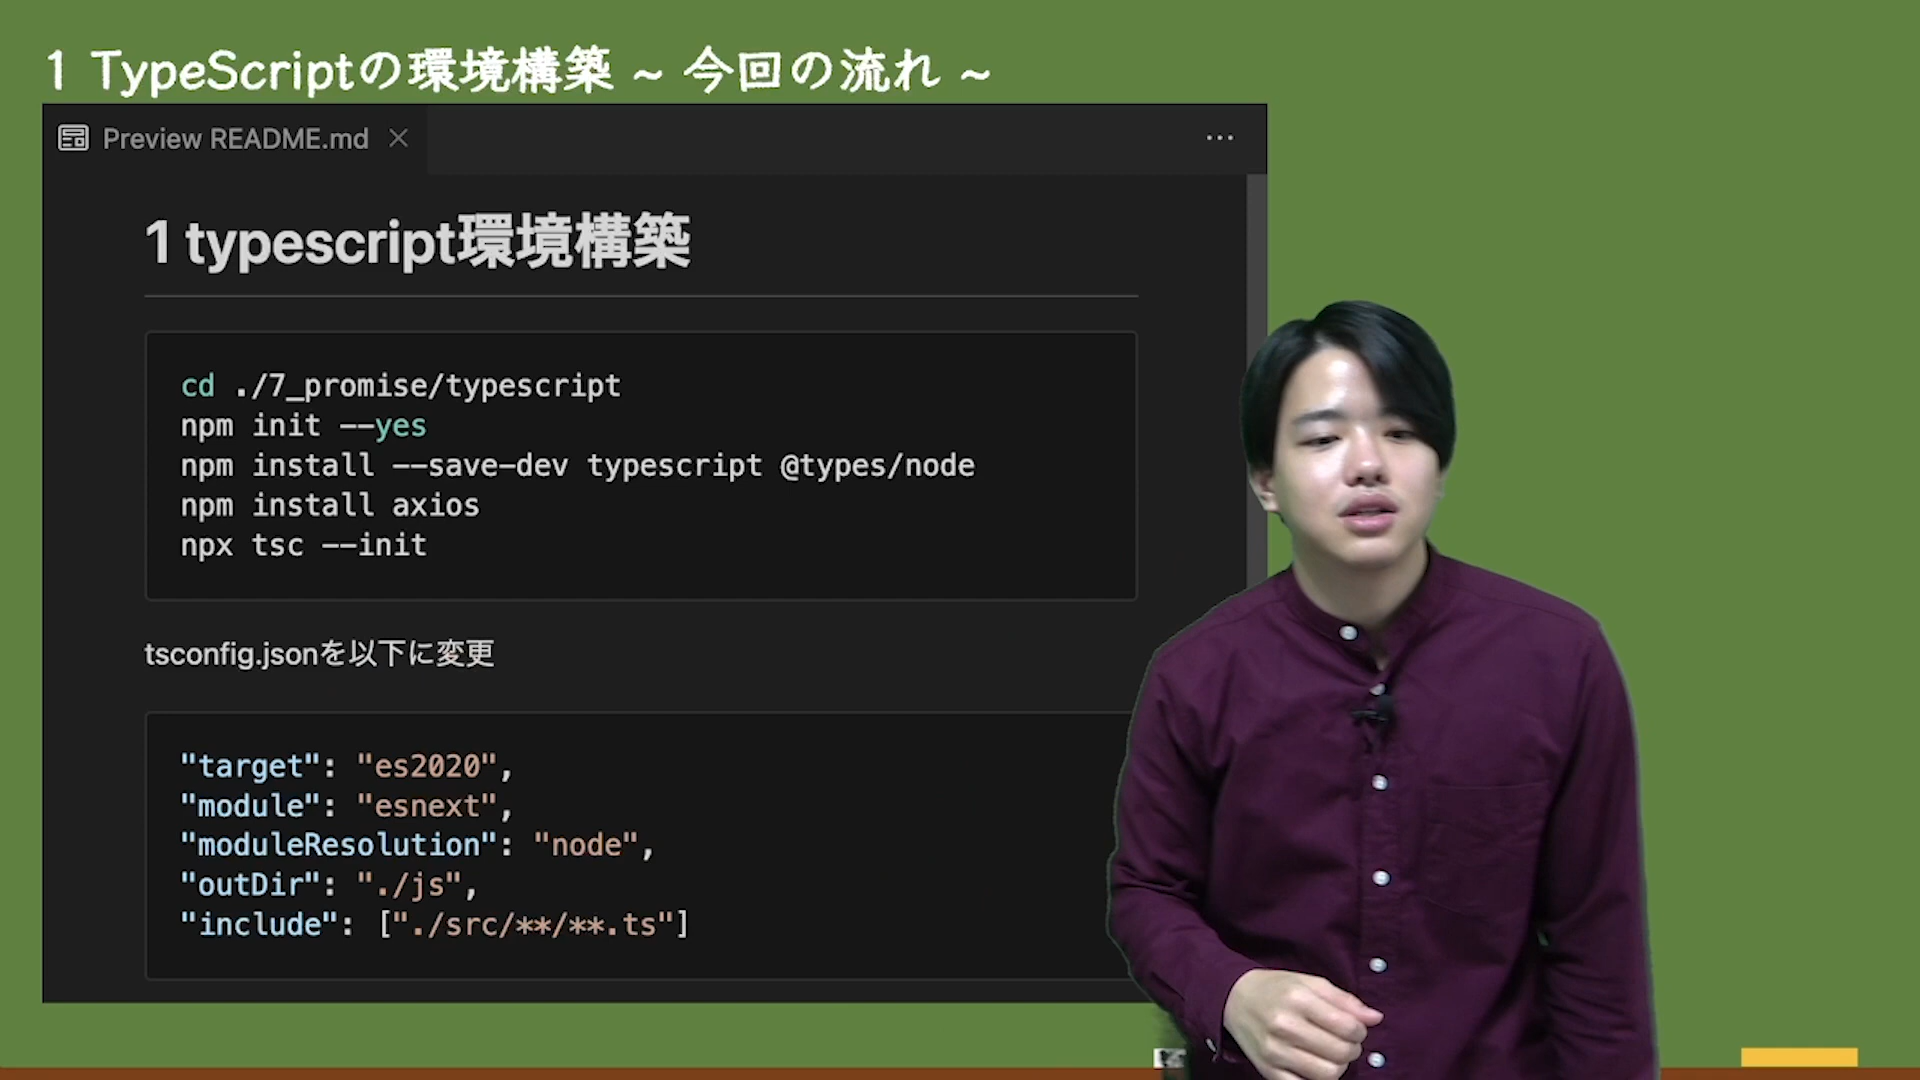 1 TypeScriptの環境構築 ~ 今回の流れ ~
Preview README.md
1 typescript環境構築
cd ./7_promise/typescript
npm init --yes
npm install --save-dev typescript @types/node
npm install axios
npx tsc --init
tsconfig.jsonを以下に変更
"target": "es2020",
"module": "esnext",
"moduleResolution": "node",
"outDir": "./js",
"include": ["./src/**/**.ts"]